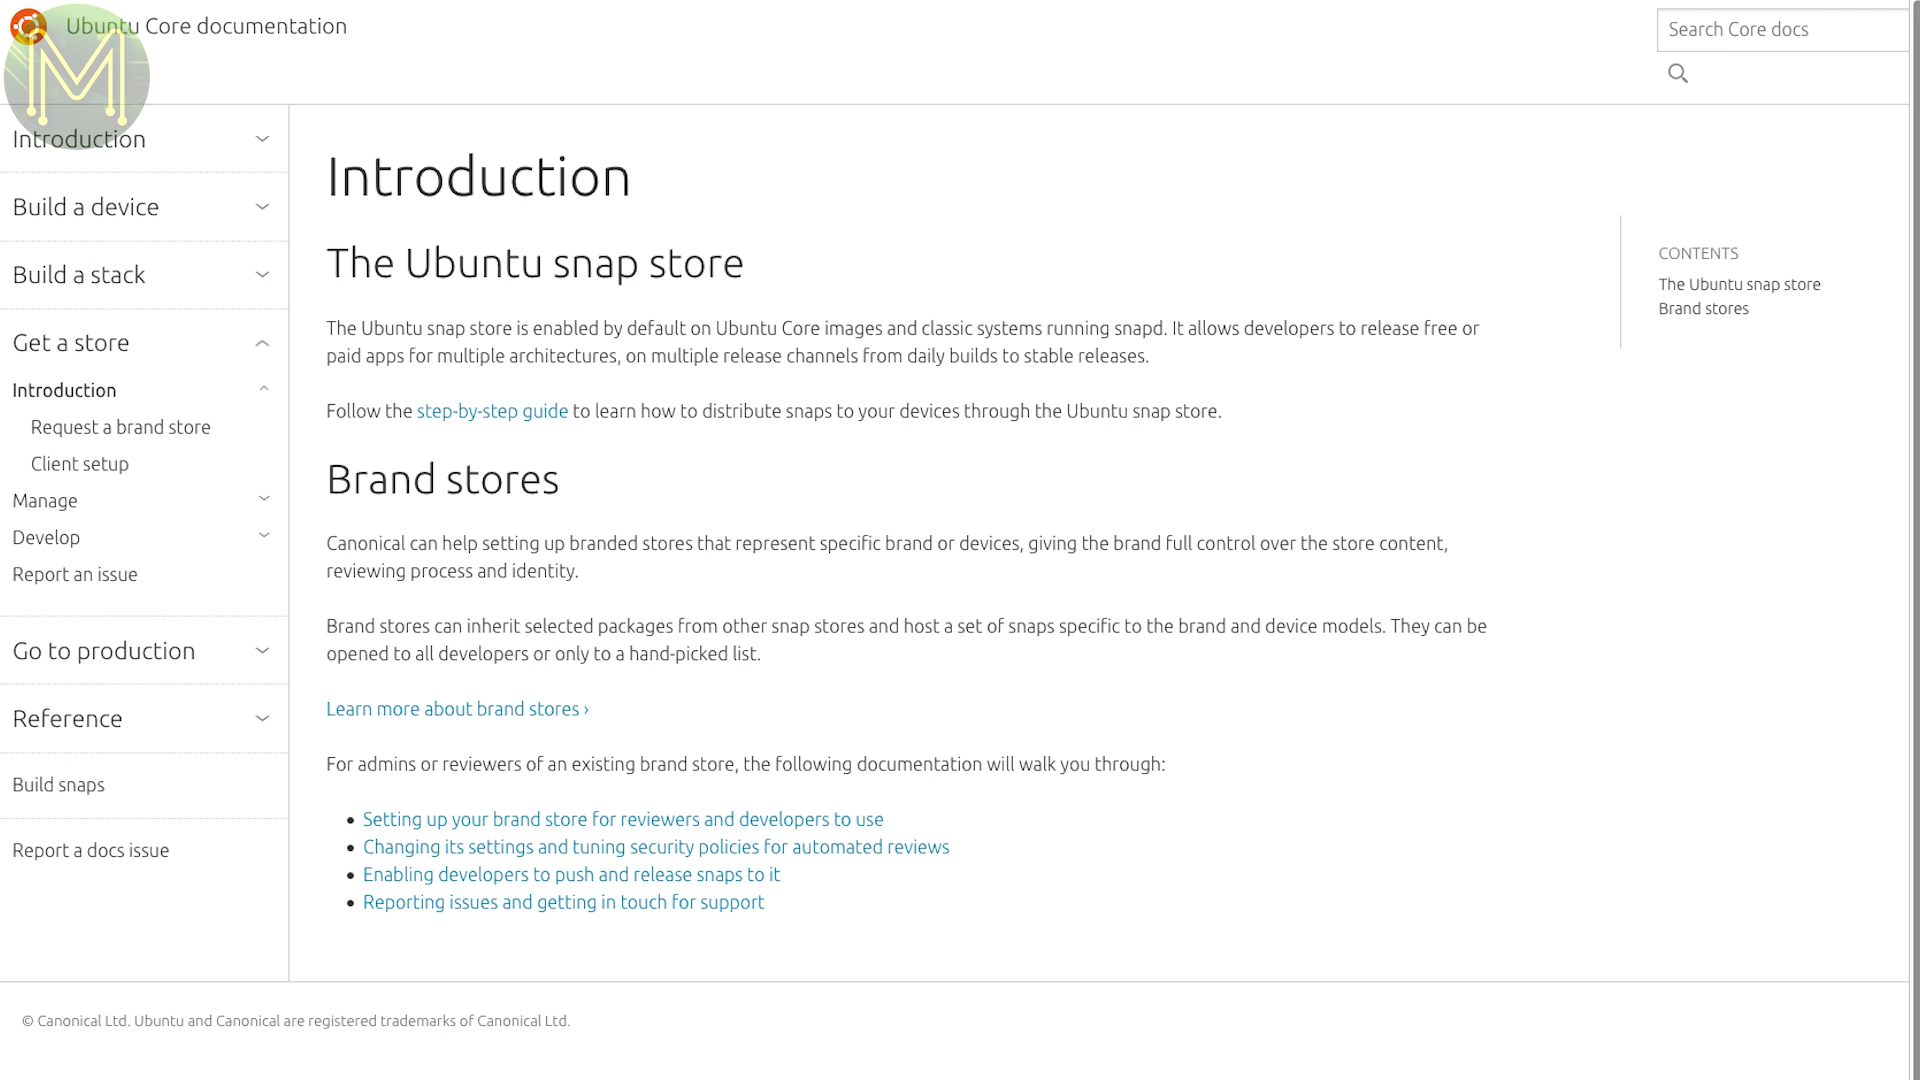 Ubuntu Core documentation
Search Core docs
M
Introduction
Build a device
Build a stack
Get a store
Introduction
Request a brand store
Client setup
Manage
Develop
Report an issue
Go to production
Reference
Build snaps
Report a docs issue
Introduction
The Ubuntu snap store
The Ubuntu snap store is enabled by default on Ubuntu Core images and classic systems running snapd. It allows developers to release free or
paid apps for multiple architectures, on multiple release channels from daily builds to stable releases.
Follow the step-by-step guide to learn how to distribute snaps to your devices through the Ubuntu snap store.
Brand stores
Canonical can help setting up branded stores that represent specific brand or devices, giving the brand full control over the store content,
reviewing process and identity.
Brand stores can inherit selected packages from other snap stores and host a set of snaps specific to the brand and device models. They can be
opened to all developers or only to a hand-picked list.
Learn more about brand stores ›
For admins or reviewers of an existing brand store, the following documentation will walk you through:
• Setting up your brand store for reviewers and developers to use
• Changing its settings and tuning security policies for automated reviews
• Enabling developers to push and release snaps to it
• Reporting issues and getting in touch for support
CONTENTS
The Ubuntu snap store
Brand stores
© Canonical Ltd. Ubuntu and Canonical are registered trademarks of Canonical Ltd.